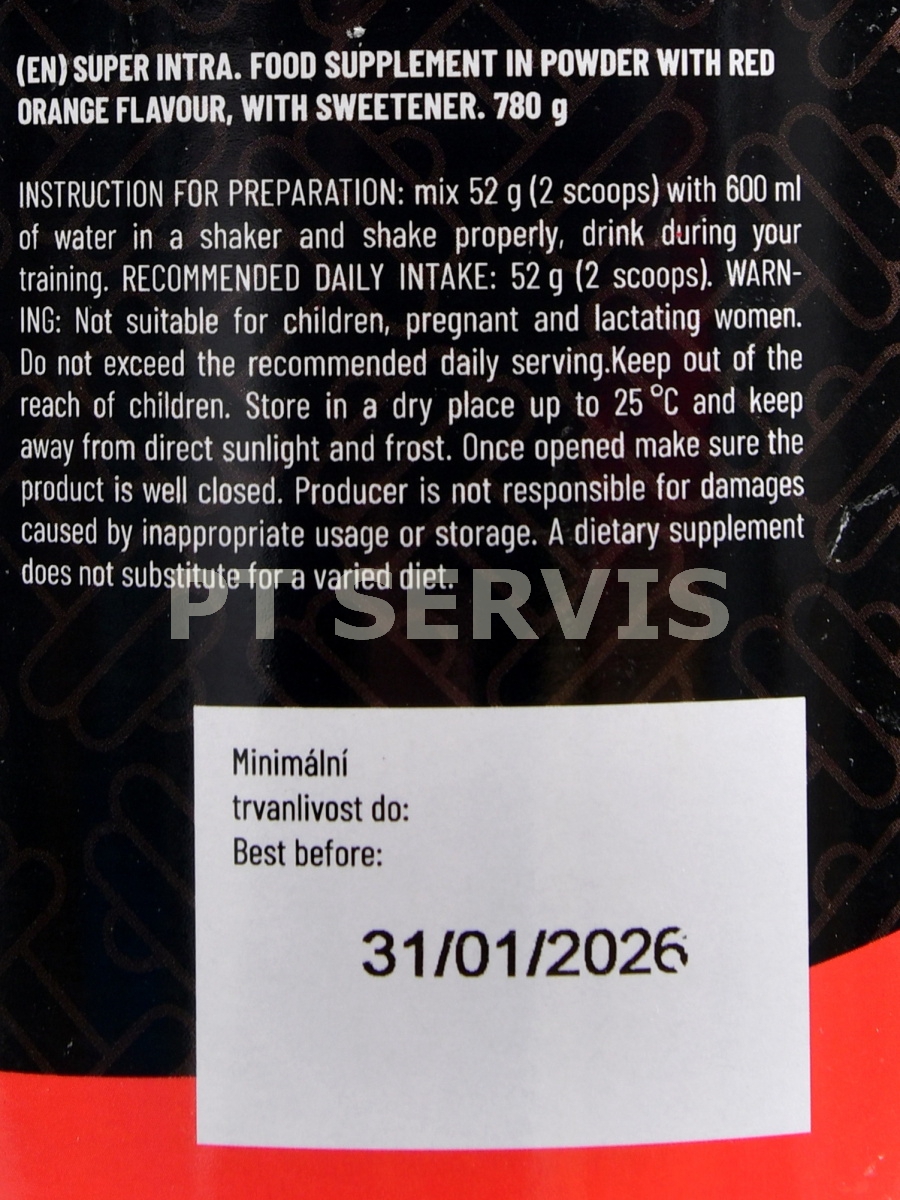 (EN) SUPER INTRA. FOOD SUPPLEMENT IN POWDER WITH RED
ORANGE FLAVOUR, WITH SWEETENER. 780 g
INSTRUCTION FOR PREPARATION: mix 52 g (2 scoops) with 600 ml
of water in a shaker and shake properly, drink during your
training. RECOMMENDED DAILY INTAKE: 52 g (2 scoops). WARN-
ING: Not suitable for children, pregnant and lactating women.
Do not exceed the recommended daily serving.Keep out of the
reach of children. Store in a dry place up to 25 °C and keep
away from direct sunlight and frost. Once opened make sure the
product is well closed. Producer is not responsible for damages
caused by inappropriate usage or storage. A dietary supplement
does not substitute for a varied diet.
PT SERVIS
Minimální
trvanlivost do:
Best before:
31/01/2026